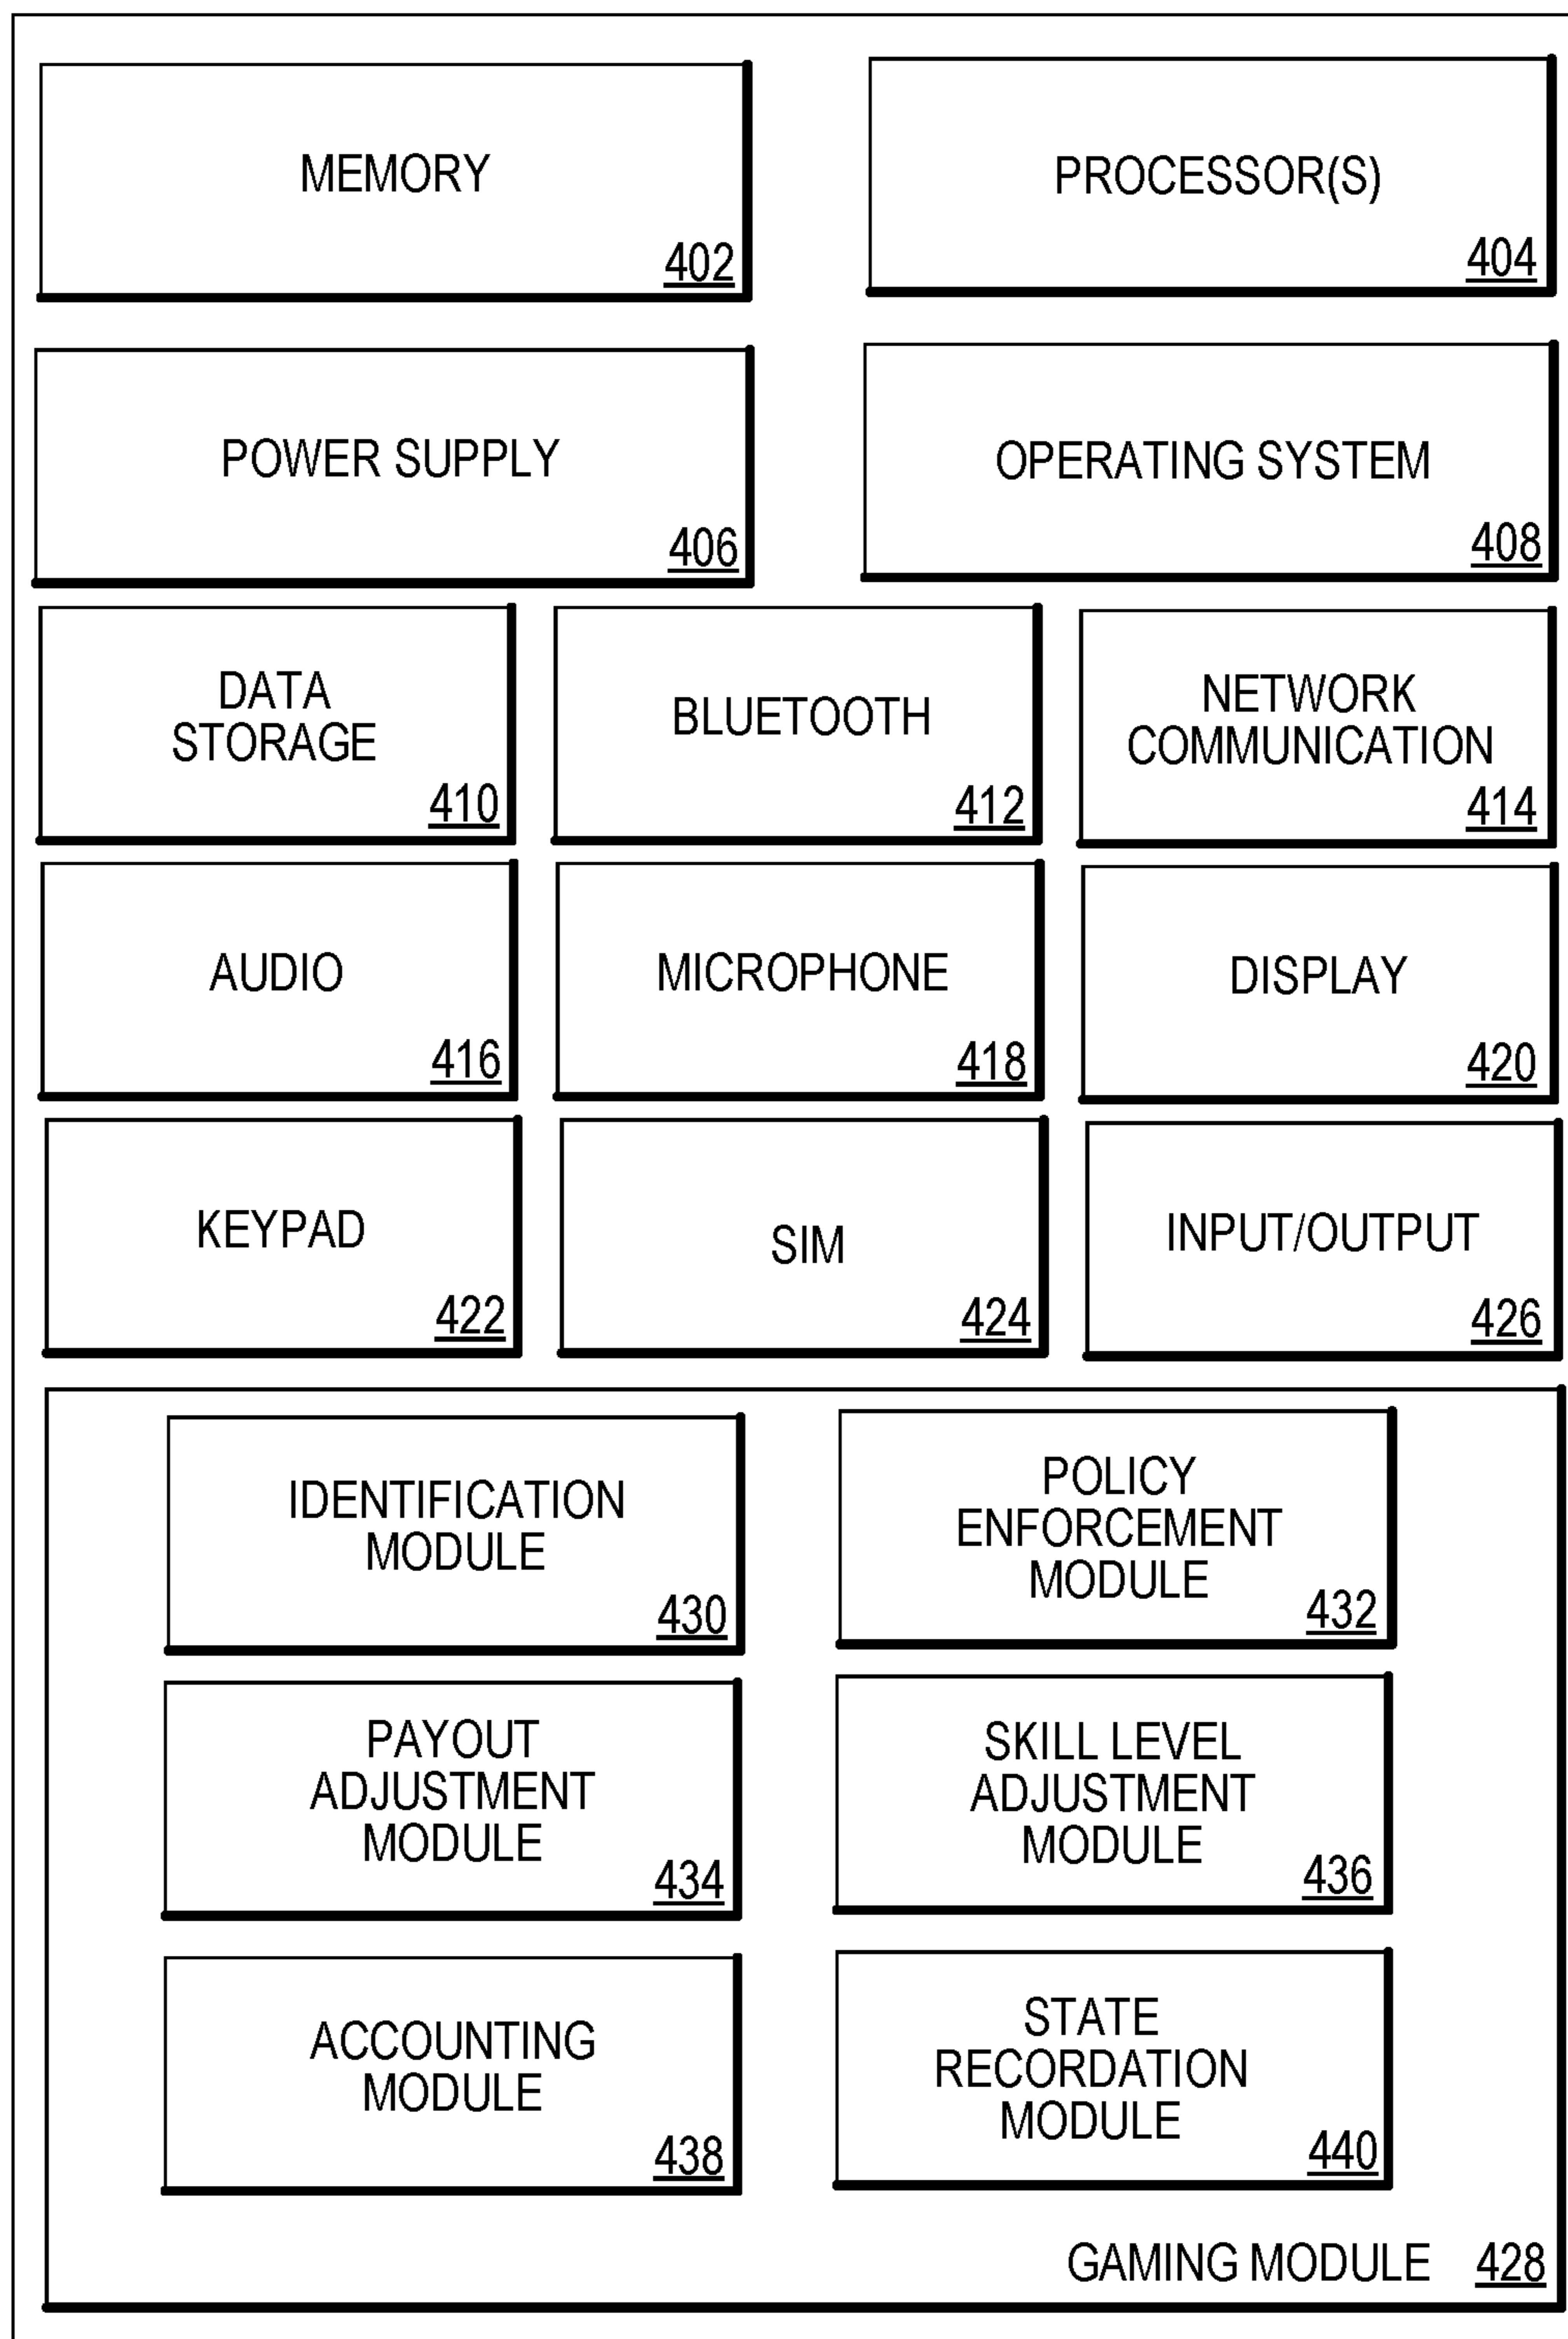 MEMORY
402
PROCESSOR(S)
404
POWER SUPPLY
406
OPERATING SYSTEM
408
DATA
STORAGE
410
BLUETOOTH
412
NETWORK
COMMUNICATION
414
AUDIO
416
MICROPHONE
418
DISPLAY
420
KEYPAD
422
SIM
424
INPUT/OUTPUT
426
IDENTIFICATION
MODULE
430
POLICY
ENFORCEMENT
MODULE
432
PAYOUT
ADJUSTMENT
MODULE
434
SKILL LEVEL
ADJUSTMENT
MODULE
436
ACCOUNTING
MODULE
438
STATE
RECORDATION
MODULE
440
GAMING MODULE 428